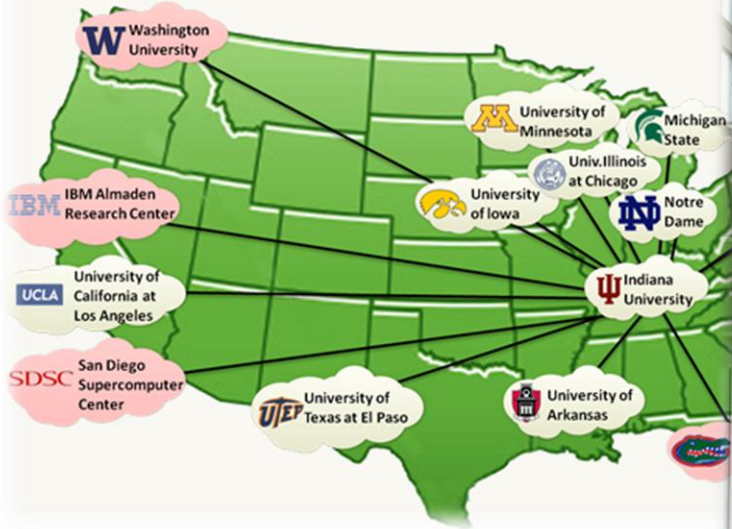 W Washington
University
University of
Minnesota
Michigan
State
Univ.Illinois
at Chicago
IBM IBM Almaden
Research Center
University
of Iowa
Notre
Dame
Indiana
University
UCLA University of
California at
Los Angeles
SDSC San Diego
Supercomputer
Center
UTEP University of
Texas at El Paso
University of
Arkansas